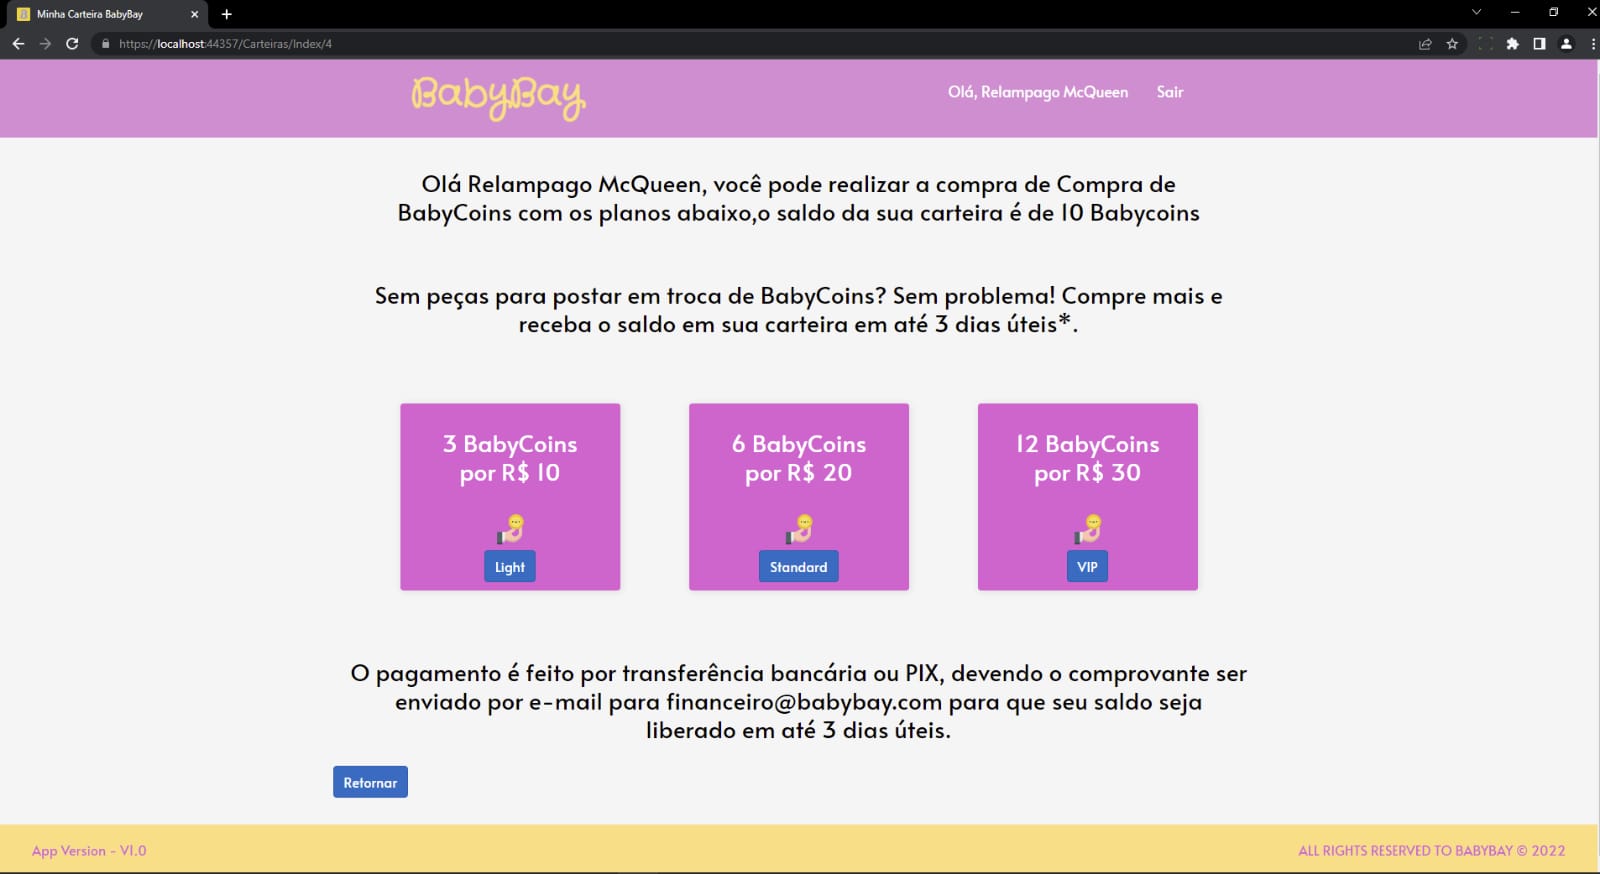 Minha Carteira BabyBay
https://localhost:44357/Carteiras/Index/4
BabyBay
Olá, Relampago McQueen
Sair
Olá Relampago McQueen, você pode realizar a compra de Compra de
BabyCoins com os planos abaixo,o saldo da sua carteira é de 10 Babycoins
Sem peças para postar em troca de BabyCoins? Sem problema! Compre mais e
receba o saldo em sua carteira em até 3 dias úteis*.
3 BabyCoins
por R$ 10
Light
6 BabyCoins
por R$ 20
Standard
12 BabyCoins
por R$ 30
VIP
O pagamento é feito por transferência bancária ou PIX, devendo o comprovante ser
enviado por e-mail para financeiro@babybay.com para que seu saldo seja
liberado em até 3 dias úteis.
Retornar
App Version - V1.0
ALL RIGHTS RESERVED TO BABYBAY © 2022